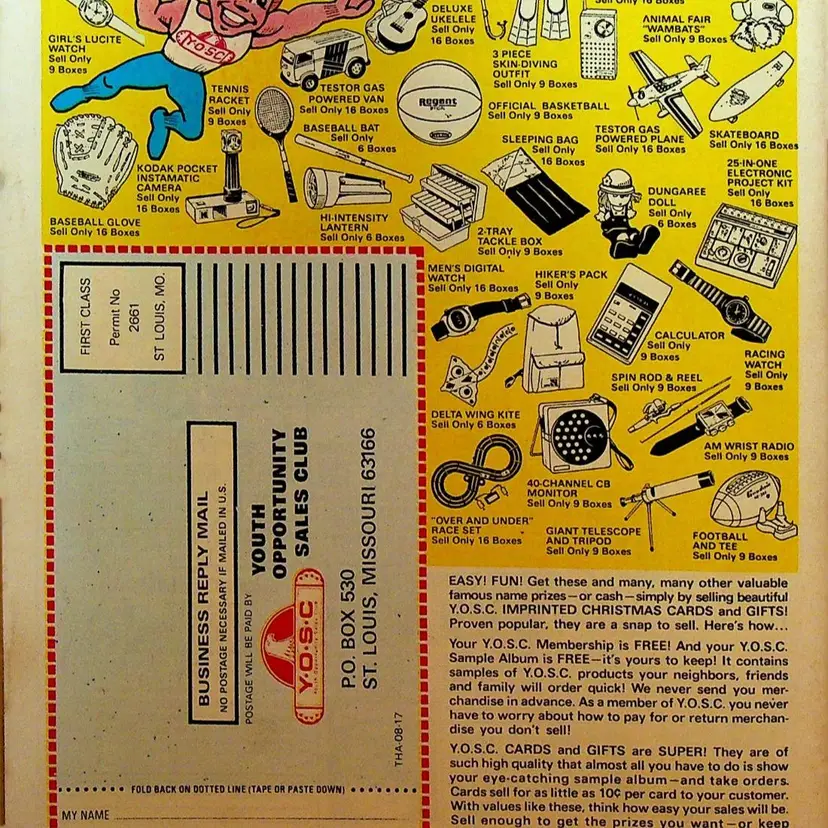 GIRL'S LUCITE
WATCH
Sell Only
9 Boxes
Y.O.S.C.
DELUXE
UKELELE
Sell Only
16 Boxes
3 PIECE
SKIN-DIVING
OUTFIT
Sell Only 9 Boxes
ANIMAL FAIR
"WAMBATS"
Sell Only 9 Boxes
TENNIS
RACKET
Sell Only
9 Boxes
TESTOR GAS
POWERED VAN
Sell Only 16 Boxes
Regent
OFFICIAL BASKETBALL
Sell Only 9 Boxes
TESTOR GAS
POWERED PLANE
Sell Only 16 Boxes
SKATEBOARD
Sell Only 16 Boxes
BASEBALL BAT
Sell Only
6 Boxes
SLEEPING BAG
Sell Only
16 Boxes
25-IN-ONE
ELECTRONIC
PROJECT KIT
Sell Only
16 Boxes
KODAK POCKET
INSTAMATIC
CAMERA
Sell Only
16 Boxes
DUNGAREE
DOLL
Sell Only
6 Boxes
BASEBALL GLOVE
Sell Only 16 Boxes
HI-INTENSITY
LANTERN
Sell Only 6 Boxes
2-TRAY
TACKLE BOX
Sell Only 9 Boxes
MEN'S DIGITAL
WATCH
Sell Only 16 Boxes
HIKER'S PACK
Sell Only
9 Boxes
CALCULATOR
Sell Only
9 Boxes
RACING
WATCH
Sell Only
9 Boxes
SPIN ROD & REEL
Sell Only 9 Boxes
DELTA WING KITE
Sell Only 6 Boxes
AM WRIST RADIO
Sell Only 9 Boxes
40-CHANNEL CB
MONITOR
Sell Only 9 Boxes
"OVER AND UNDER"
RACE SET
Sell Only 16 Boxes
GIANT TELESCOPE
AND TRIPOD
Sell Only 9 Boxes
FOOTBALL
AND TEE
Sell Only 9 Boxes
FIRST CLASS
Permit No
2661
ST LOUIS, MO.
BUSINESS REPLY MAIL
NO POSTAGE NECESSARY IF MAILED IN U.S.
POSTAGE WILL BE PAID BY
YOUTH
OPPORTUNITY
SALES CLUB
Y·O·S·C
P.O. BOX 530
ST. LOUIS, MISSOURI 63166
THA-08-17
FOLD BACK ON DOTTED LINE (TAPE OR PASTE DOWN)
MY NAME
EASY! FUN! Get these and many, many other valuable
famous name prizes—or cash—simply by selling beautiful
Y.O.S.C. IMPRINTED CHRISTMAS CARDS and GIFTS!
Proven popular, they are a snap to sell. Here's how...
Your Y.O.S.C. Membership is FREE! And your Y.O.S.C.
Sample Album is FREE—it's yours to keep! It contains
samples of Y.O.S.C. products your neighbors, friends
and family will order quick! We never send you mer-
chandise in advance. As a member of Y.O.S.C. you never
have to worry about how to pay for or return merchan-
dise you don't sell!
Y.O.S.C. CARDS and GIFTS are SUPER! They are of
such high quality that almost all you have to do is show
your eye-catching sample album—and take orders.
Cards sell for as little as 10¢ per card to your customer.
With values like these, think how easy your sales will be.
Sell enough to get the prizes you want—or keep